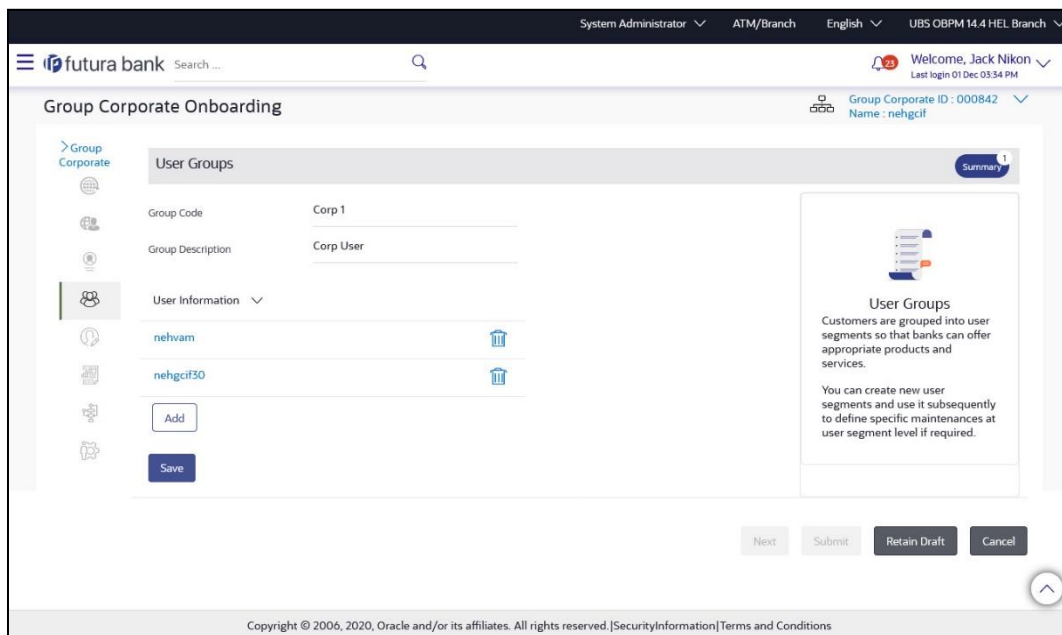 System Administrator ATM/Branch English UBS OBPM 14.4 HEL Branch
futura bank Search ... 23 Welcome, Jack Nikon
Last login 01 Dec 03:34 PM
Group Corporate Onboarding
Group Corporate ID : 000842
Name : nehgcif
Group
Corporate
User Groups
Summary 1
Group Code Corp 1
Group Description Corp User
User Information
nehvam
nehgcif30
Add
Save
User Groups
Customers are grouped into user
segments so that banks can offer
appropriate products and
services.
You can create new user
segments and use it subsequently
to define specific maintenances at
user segment level if required.
Next Submit Retain Draft Cancel
Copyright © 2006, 2020, Oracle and/or its affiliates. All rights reserved.|SecurityInformation|Terms and Conditions